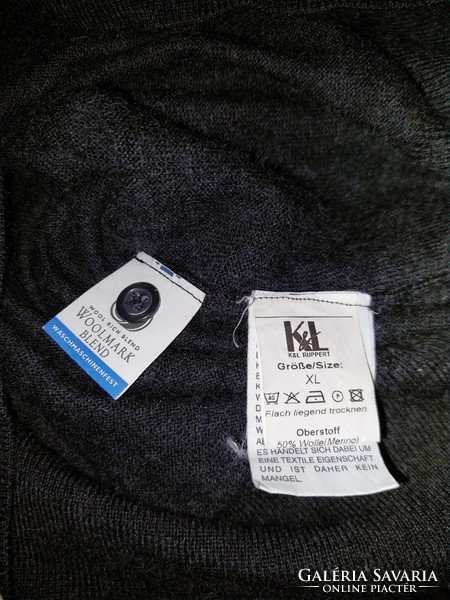 WOOL RICH BLEND
WOOLMARK
BLEND
WASCHMASCHINENFEST
K&L
K&L RUPPERT
Größe/Size:
XL
40 P
Flach liegend trocknen
Oberstoff
50% Wolle(Merino)
ES HANDELT SICH DABEI UM
EINE TEXTILE EIGENSCHAFT
UND IST DAHER KEIN
MANGEL.
GALÉRIA SAVARIA
ONLINE PIACTÉR